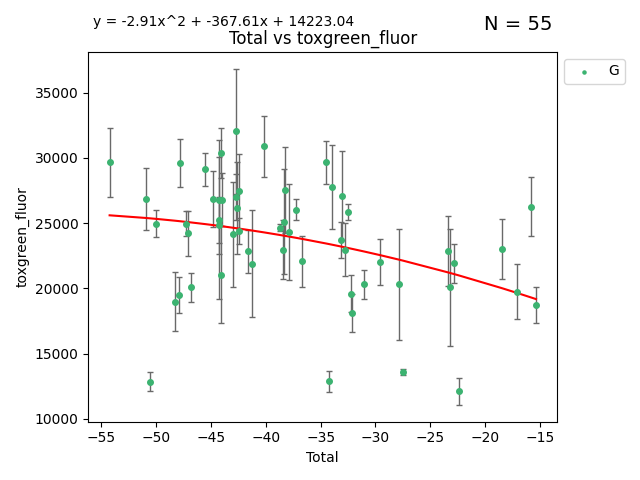 y = -2.91x^2 + -367.61x + 14223.04
N = 55
Total vs toxgreen_fluor
G
toxgreen_fluor
35000
30000
25000
20000
15000
10000
−55 −50 −45 −40 −35 −30 −25 −20 −15
Total